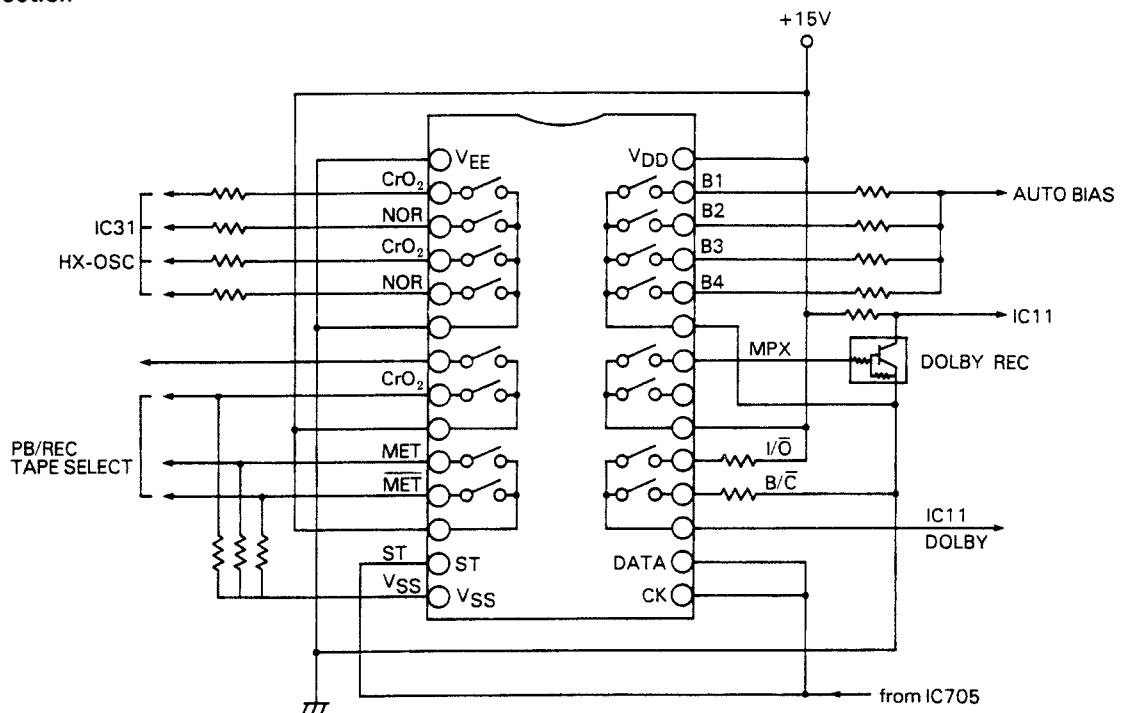 +15V
VEE
VDD
CrO2
B1
AUTO BIAS
NOR
B2
IC31
CrO2
B3
HX-OSC
NOR
B4
IC11
MPX
DOLBY REC
CrO2
PB/REC
TAPE SELECT
MET
I/O̅
M̅E̅T̅
B/C̅
IC11
DOLBY
ST
ST
DATA
VSS
VSS
CK
from IC705